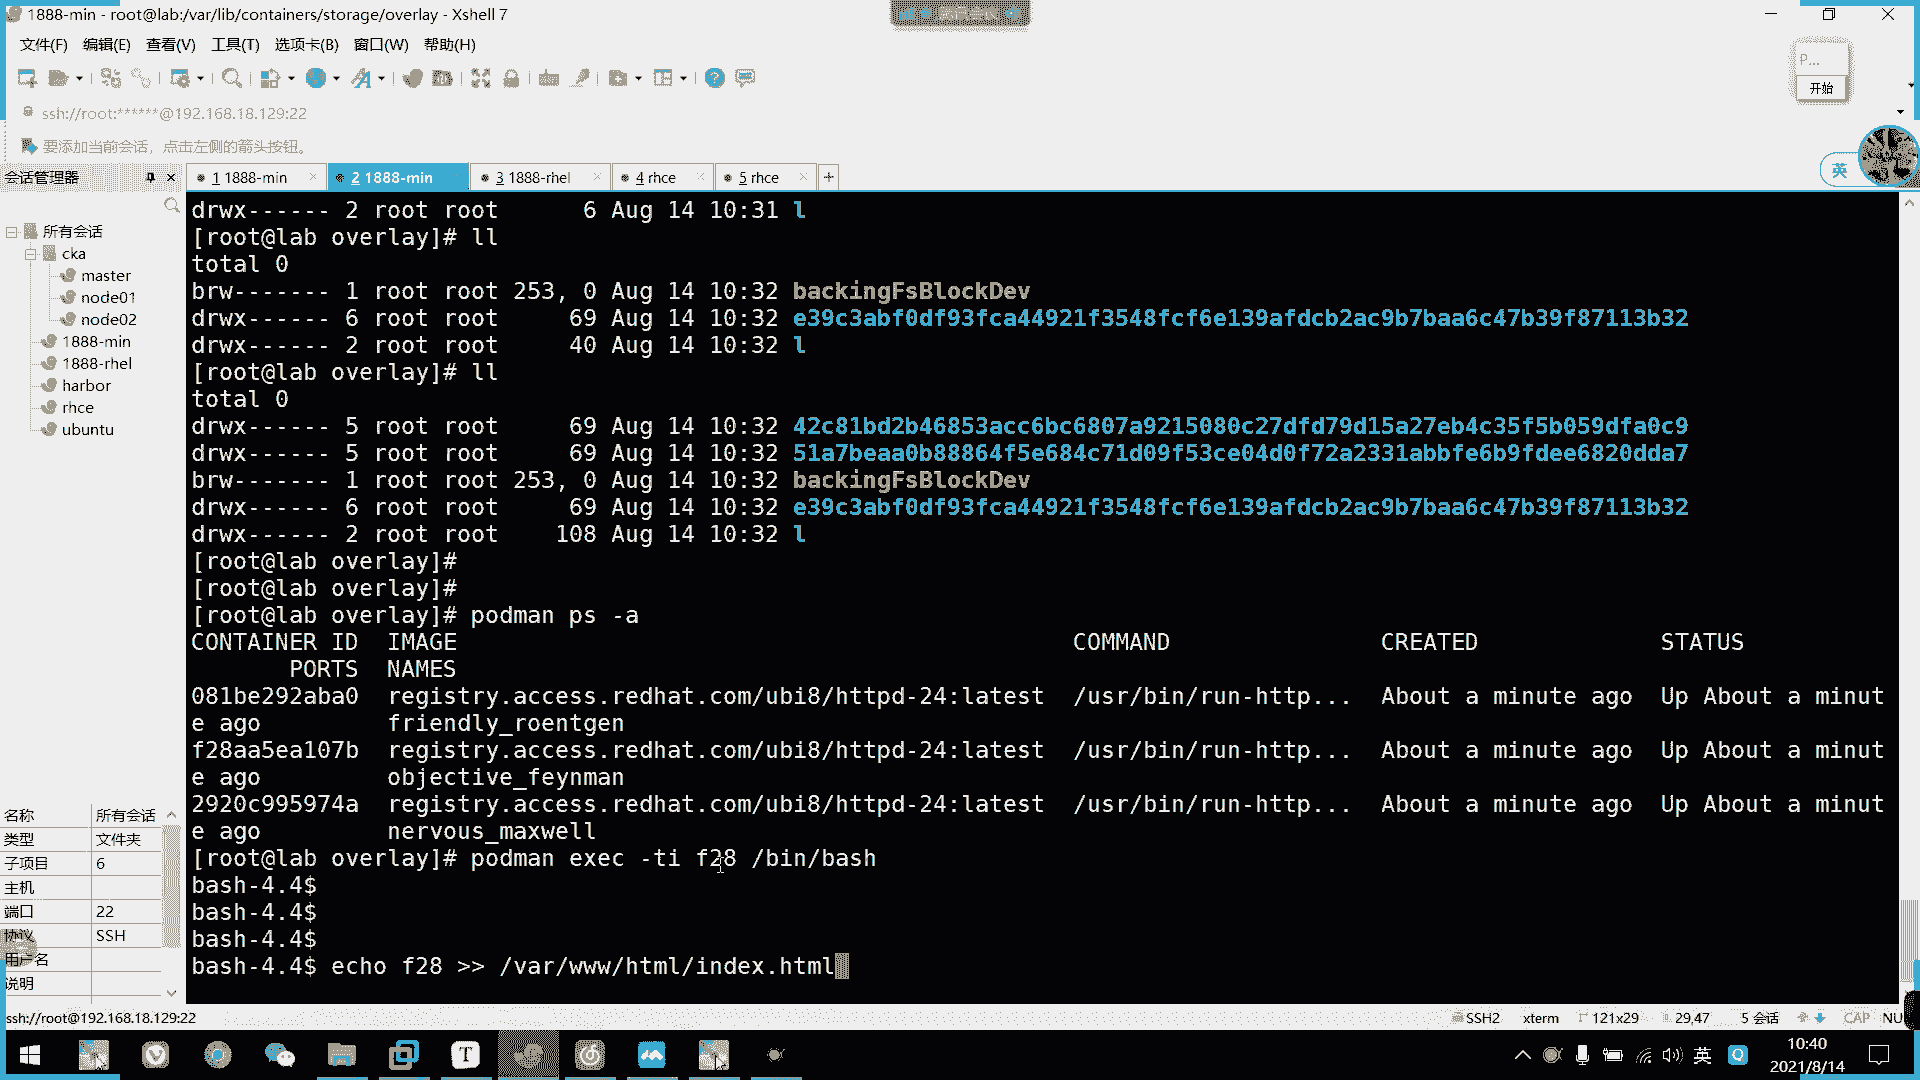 1888-min - root@lab:/var/lib/containers/storage/overlay - Xshell 7
文件(F) 编辑(E) 查看(V) 工具(T) 选项卡(B) 窗口(W) 帮助(H)
P...
开始
ssh://root:******@192.168.18.129:22
要添加当前会话，点击左侧的箭头按钮。
会话管理器
1 1888-min × 2 1888-min 3 1888-rhel × 4 rhce × 5 rhce × +
英
所有会话
cka
master
node01
node02
1888-min
1888-rhel
harbor
rhce
ubuntu
名称 所有会话
类型 文件夹
子项目 6
主机
端口 22
协议 SSH
用户名
说明
drwx------ 2 root root 6 Aug 14 10:31 l
[root@lab overlay]# ll
total 0
brw------- 1 root root 253, 0 Aug 14 10:32 backingFsBlockDev
drwx------ 6 root root 69 Aug 14 10:32 e39c3abf0df93fca44921f3548fcf6e139afdcb2ac9b7baa6c47b39f87113b32
drwx------ 2 root root 40 Aug 14 10:32 l
[root@lab overlay]# ll
total 0
drwx------ 5 root root 69 Aug 14 10:32 42c81bd2b46853acc6bc6807a9215080c27dfd79d15a27eb4c35f5b059dfa0c9
drwx------ 5 root root 69 Aug 14 10:32 51a7beaa0b88864f5e684c71d09f53ce04d0f72a2331abbfe6b9fdee6820dda7
brw------- 1 root root 253, 0 Aug 14 10:32 backingFsBlockDev
drwx------ 6 root root 69 Aug 14 10:32 e39c3abf0df93fca44921f3548fcf6e139afdcb2ac9b7baa6c47b39f87113b32
drwx------ 2 root root 108 Aug 14 10:32 l
[root@lab overlay]#
[root@lab overlay]#
[root@lab overlay]# podman ps -a
CONTAINER ID IMAGE COMMAND CREATED STATUS
PORTS NAMES
081be292aba0 registry.access.redhat.com/ubi8/httpd-24:latest /usr/bin/run-http... About a minute ago Up About a minut
e ago friendly_roentgen
f28aa5ea107b registry.access.redhat.com/ubi8/httpd-24:latest /usr/bin/run-http... About a minute ago Up About a minut
e ago objective_feynman
2920c995974a registry.access.redhat.com/ubi8/httpd-24:latest /usr/bin/run-http... About a minute ago Up About a minut
e ago nervous_maxwell
[root@lab overlay]# podman exec -ti f28 /bin/bash
bash-4.4$
bash-4.4$
bash-4.4$
bash-4.4$ echo f28 >> /var/www/html/index.html
ssh://root@192.168.18.129:22 SSH2 xterm 121x29 29,47 5 会话 CAP NU
英 10:40
2021/8/14